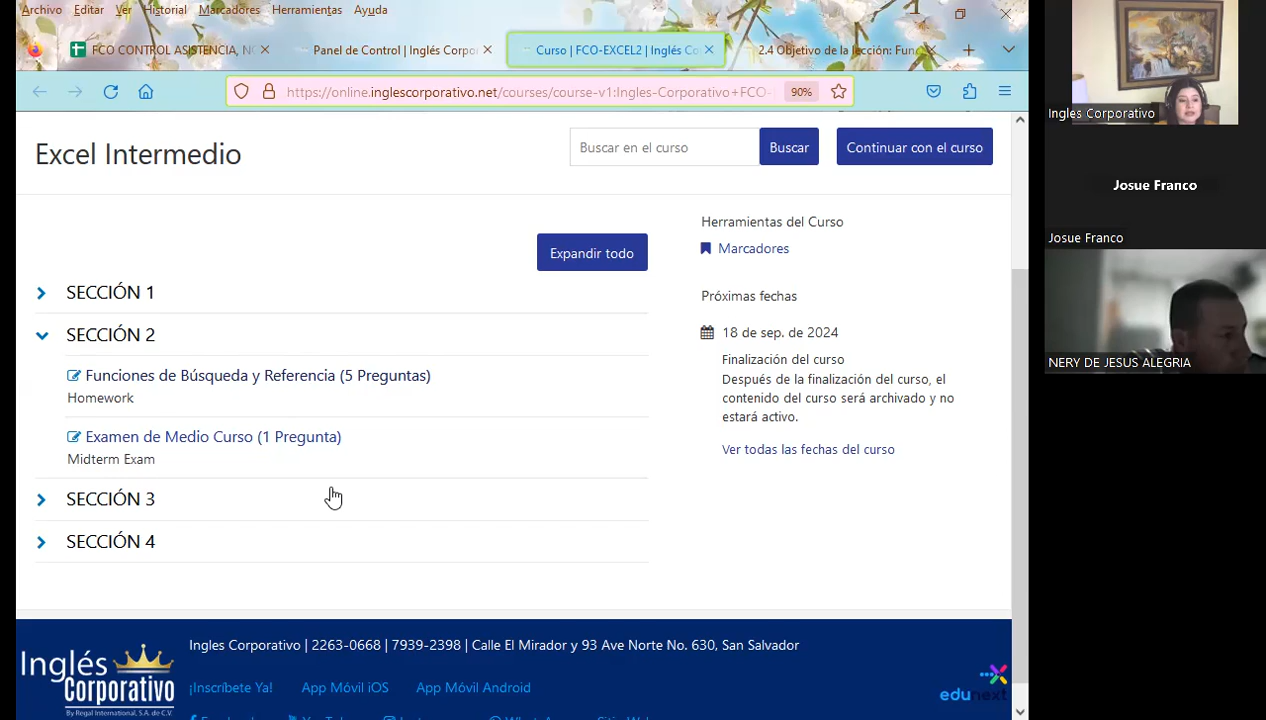 Archivo Editar Ver Historial Marcadores Herramientas Ayuda
FCO CONTROL ASISTENCIA, NO
Panel de Control | Inglés Corpor
Curso | FCO-EXCEL2 | Inglés Co
2.4 Objetivo de la lección: Fun
https://online.inglescorporativo.net/courses/course-v1:Ingles-Corporativo+FCO-
90%
Excel Intermedio
Buscar en el curso
Buscar
Continuar con el curso
Expandir todo
SECCIÓN 1
SECCIÓN 2
Funciones de Búsqueda y Referencia (5 Preguntas)
Homework
Examen de Medio Curso (1 Pregunta)
Midterm Exam
SECCIÓN 3
SECCIÓN 4
Herramientas del Curso
Marcadores
Próximas fechas
18 de sep. de 2024
Finalización del curso
Después de la finalización del curso, el
contenido del curso será archivado y no
estará activo.
Ver todas las fechas del curso
Ingles Corporativo
Josue Franco
Josue Franco
NERY DE JESUS ALEGRIA
Inglés
Corporativo
By Regal International, S.A. de C.V.
Ingles Corporativo | 2263-0668 | 7939-2398 | Calle El Mirador y 93 Ave Norte No. 630, San Salvador
¡Inscríbete Ya! App Móvil iOS App Móvil Android
edunext